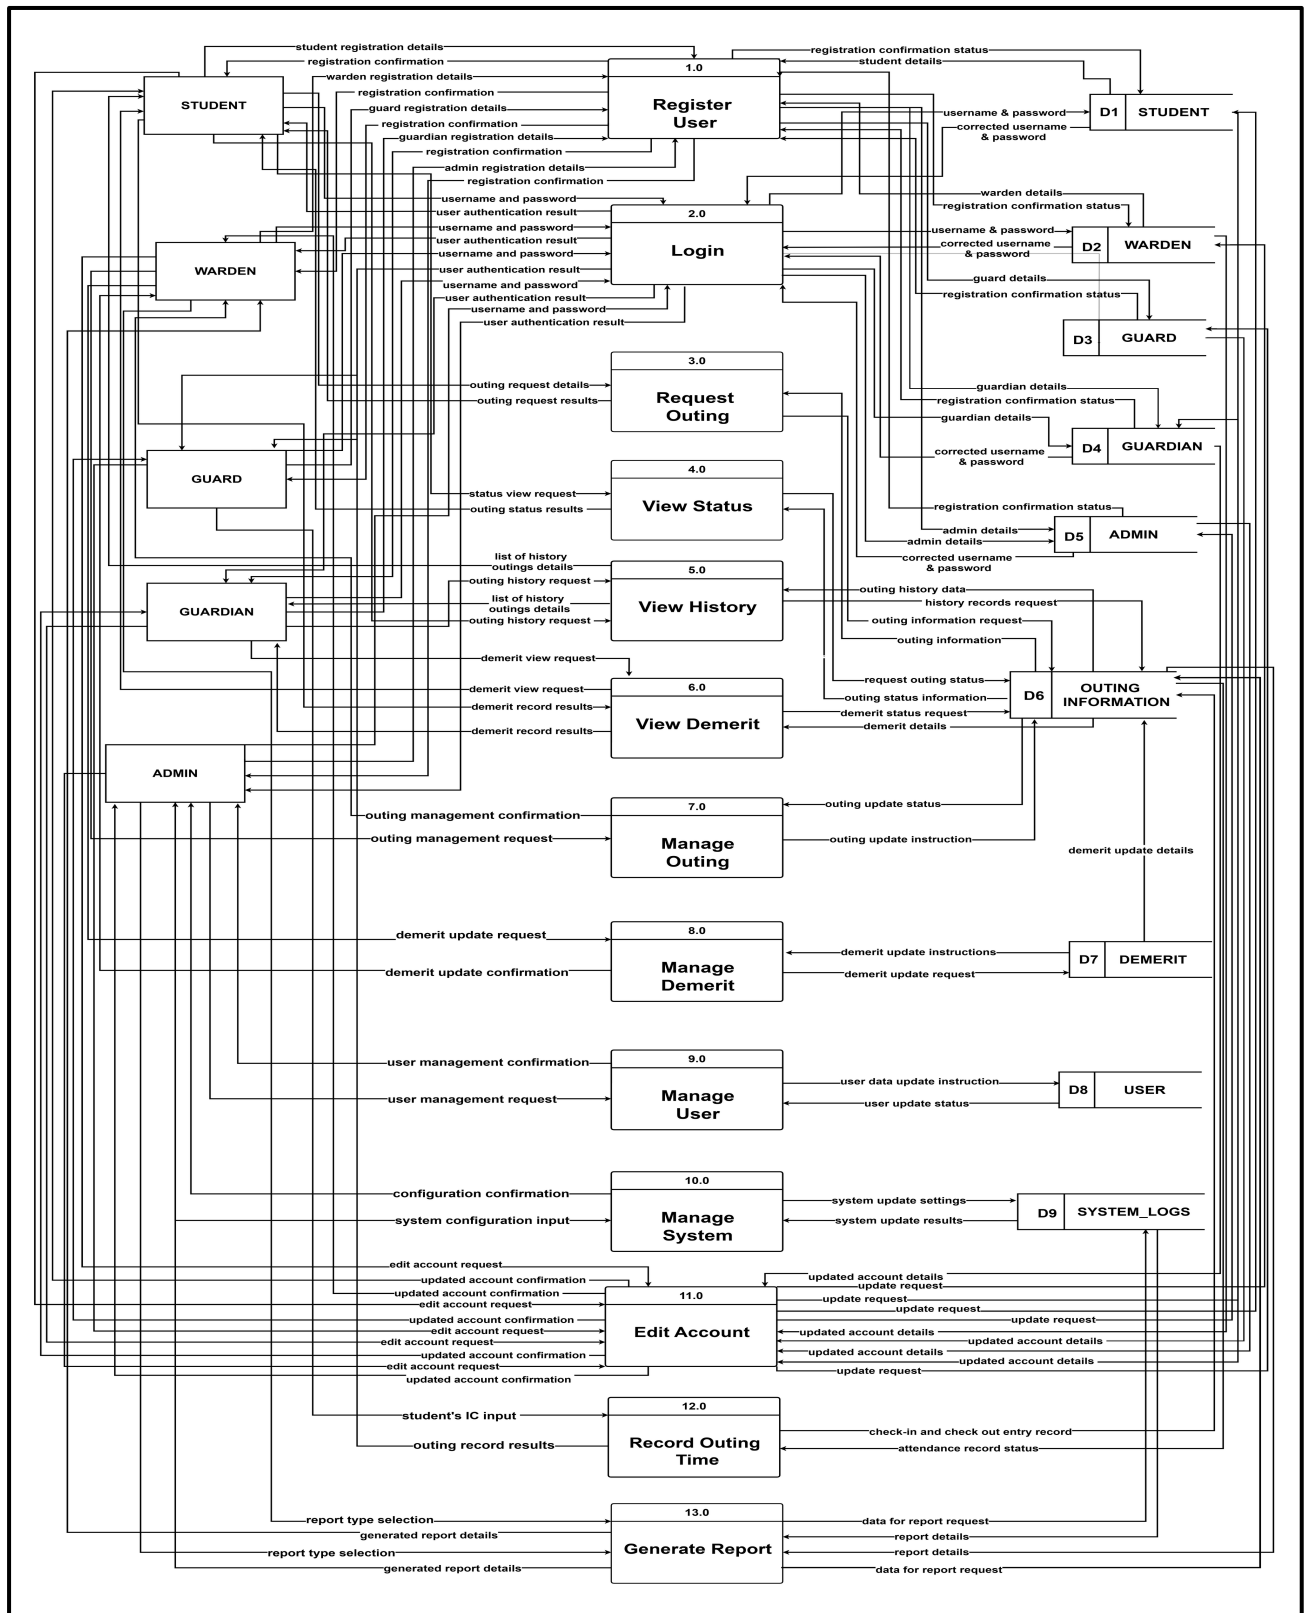 student registration details
registration confirmation
warden registration details
registration confirmation
guard registration details
registration confirmation
guardian registration details
registration confirmation
admin registration details
registration confirmation
STUDENT
1.0
Register
User
registration confirmation status
student details
D1
STUDENT
username & password
corrected username
& password
username and password
user authentication result
username and password
user authentication result
username and password
user authentication result
username and password
user authentication result
username and password
user authentication result
WARDEN
2.0
Login
warden details
registration confirmation status
username & password
corrected username
& password
D2
WARDEN
guard details
registration confirmation status
D3
GUARD
outing request details
outing request results
3.0
Request
Outing
guardian details
registration confirmation status
guardian details
corrected username
& password
D4
GUARDIAN
GUARD
status view request
outing status results
4.0
View Status
registration confirmation status
admin details
admin details
corrected username
& password
D5
ADMIN
list of history
outings details
outing history request
list of history
outings details
outing history request
GUARDIAN
5.0
View History
outing history data
history records request
outing information request
outing information
demerit view request
demerit view request
demerit record results
demerit record results
6.0
View Demerit
request outing status
outing status information
demerit status request
demerit details
D6
OUTING
INFORMATION
ADMIN
outing management confirmation
outing management request
7.0
Manage
Outing
outing update status
outing update instruction
demerit update details
demerit update request
demerit update confirmation
8.0
Manage
Demerit
demerit update instructions
demerit update request
D7
DEMERIT
user management confirmation
user management request
9.0
Manage
User
user data update instruction
user update status
D8
USER
configuration confirmation
system configuration input
10.0
Manage
System
system update settings
system update results
D9
SYSTEM_LOGS
edit account request
updated account confirmation
updated account confirmation
edit account request
updated account confirmation
edit account request
edit account request
updated account confirmation
edit account request
updated account confirmation
11.0
Edit Account
updated account details
update request
update request
update request
update request
updated account details
updated account details
updated account details
updated account details
update request
student's IC input
outing record results
12.0
Record Outing
Time
check-in and check out entry record
attendance record status
report type selection
generated report details
report type selection
generated report details
13.0
Generate Report
data for report request
report details
report details
data for report request